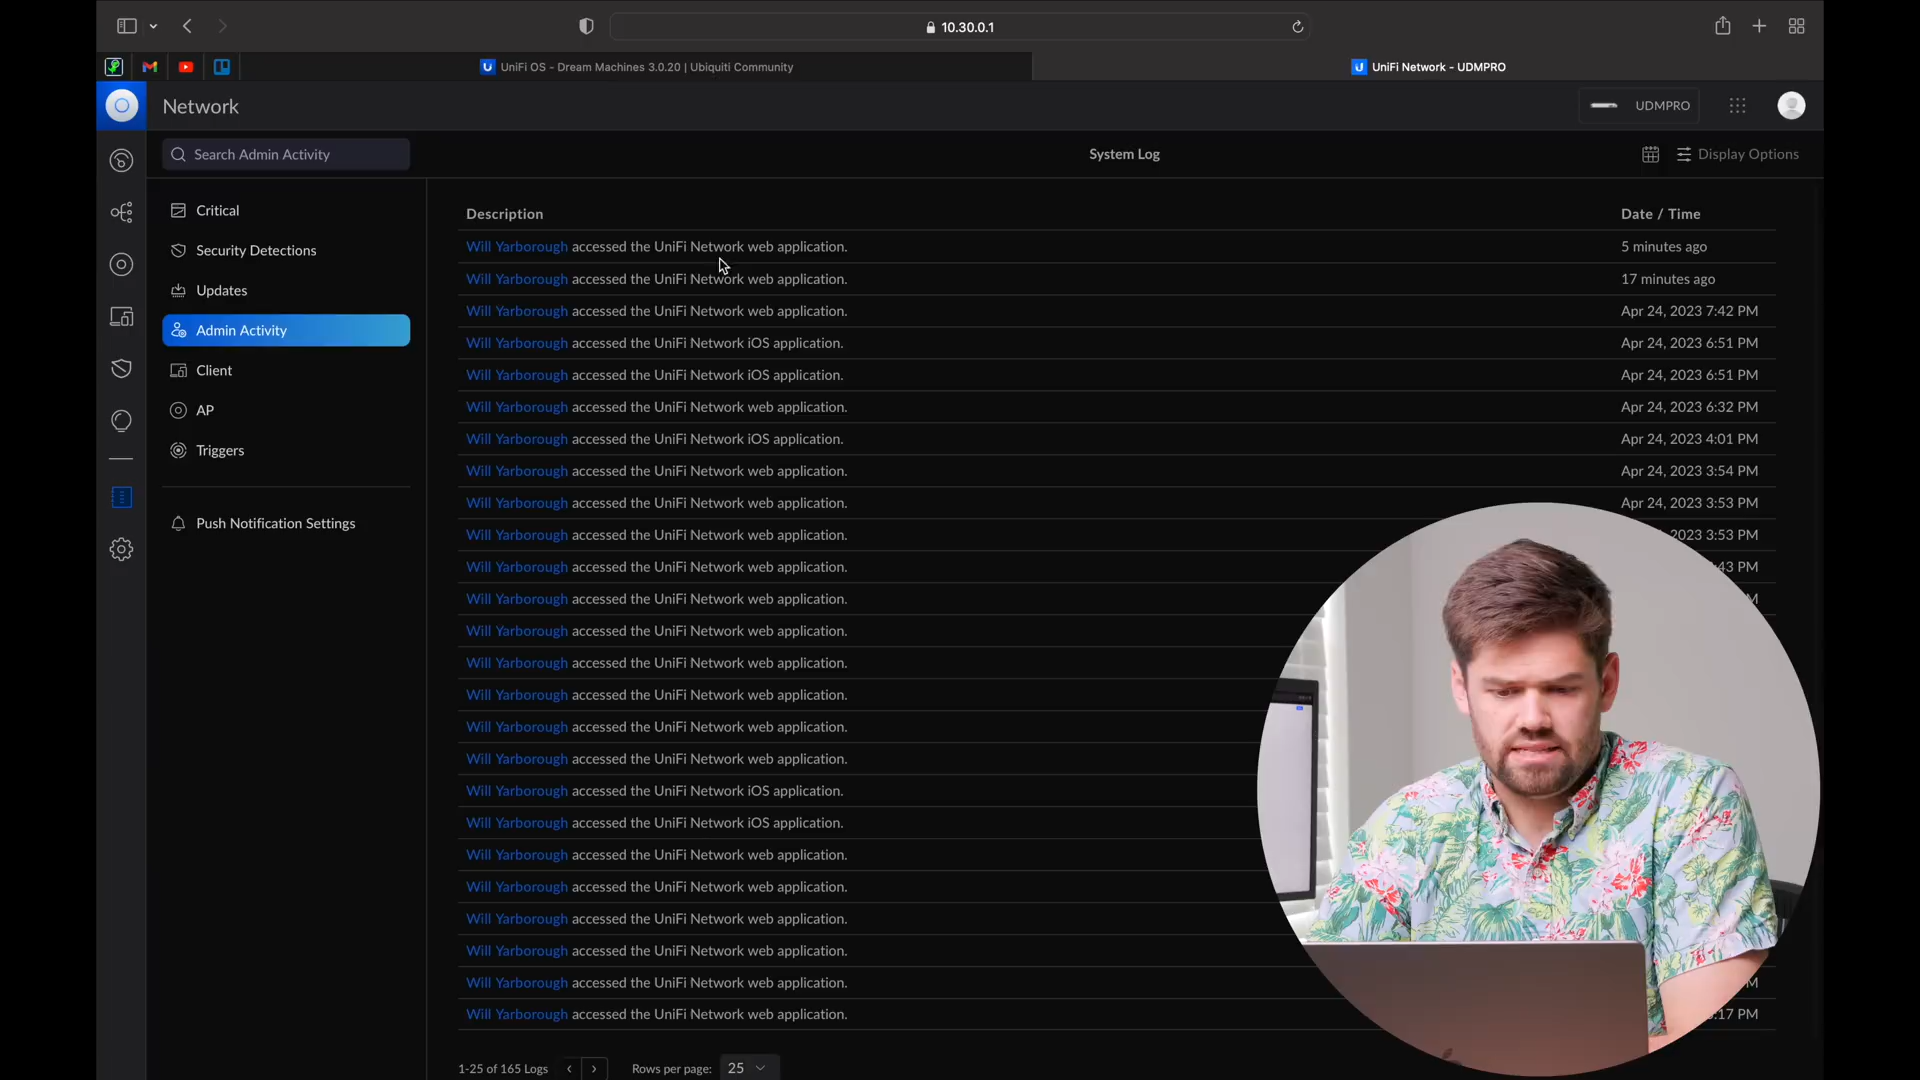 10.30.0.1
UniFi OS - Dream Machines 3.0.20 | Ubiquiti Community
UniFi Network - UDMPRO
Network
UDMPRO
Search Admin Activity
System Log
Display Options
Critical
Security Detections
Updates
Admin Activity
Client
AP
Triggers
Push Notification Settings
Description Date / Time
Will Yarborough accessed the UniFi Network web application. 5 minutes ago
Will Yarborough accessed the UniFi Network web application. 17 minutes ago
Will Yarborough accessed the UniFi Network web application. Apr 24, 2023 7:42 PM
Will Yarborough accessed the UniFi Network iOS application. Apr 24, 2023 6:51 PM
Will Yarborough accessed the UniFi Network iOS application. Apr 24, 2023 6:51 PM
Will Yarborough accessed the UniFi Network web application. Apr 24, 2023 6:32 PM
Will Yarborough accessed the UniFi Network iOS application. Apr 24, 2023 4:01 PM
Will Yarborough accessed the UniFi Network web application. Apr 24, 2023 3:54 PM
Will Yarborough accessed the UniFi Network web application. Apr 24, 2023 3:53 PM
Will Yarborough accessed the UniFi Network web application. 2023 3:53 PM
Will Yarborough accessed the UniFi Network web application. :43 PM
Will Yarborough accessed the UniFi Network web application.
Will Yarborough accessed the UniFi Network web application.
Will Yarborough accessed the UniFi Network web application.
Will Yarborough accessed the UniFi Network web application.
Will Yarborough accessed the UniFi Network web application.
Will Yarborough accessed the UniFi Network web application.
Will Yarborough accessed the UniFi Network iOS application.
Will Yarborough accessed the UniFi Network iOS application.
Will Yarborough accessed the UniFi Network web application.
Will Yarborough accessed the UniFi Network web application.
Will Yarborough accessed the UniFi Network web application.
Will Yarborough accessed the UniFi Network web application.
Will Yarborough accessed the UniFi Network web application.
Will Yarborough accessed the UniFi Network web application. :17 PM
1-25 of 165 Logs Rows per page: 25